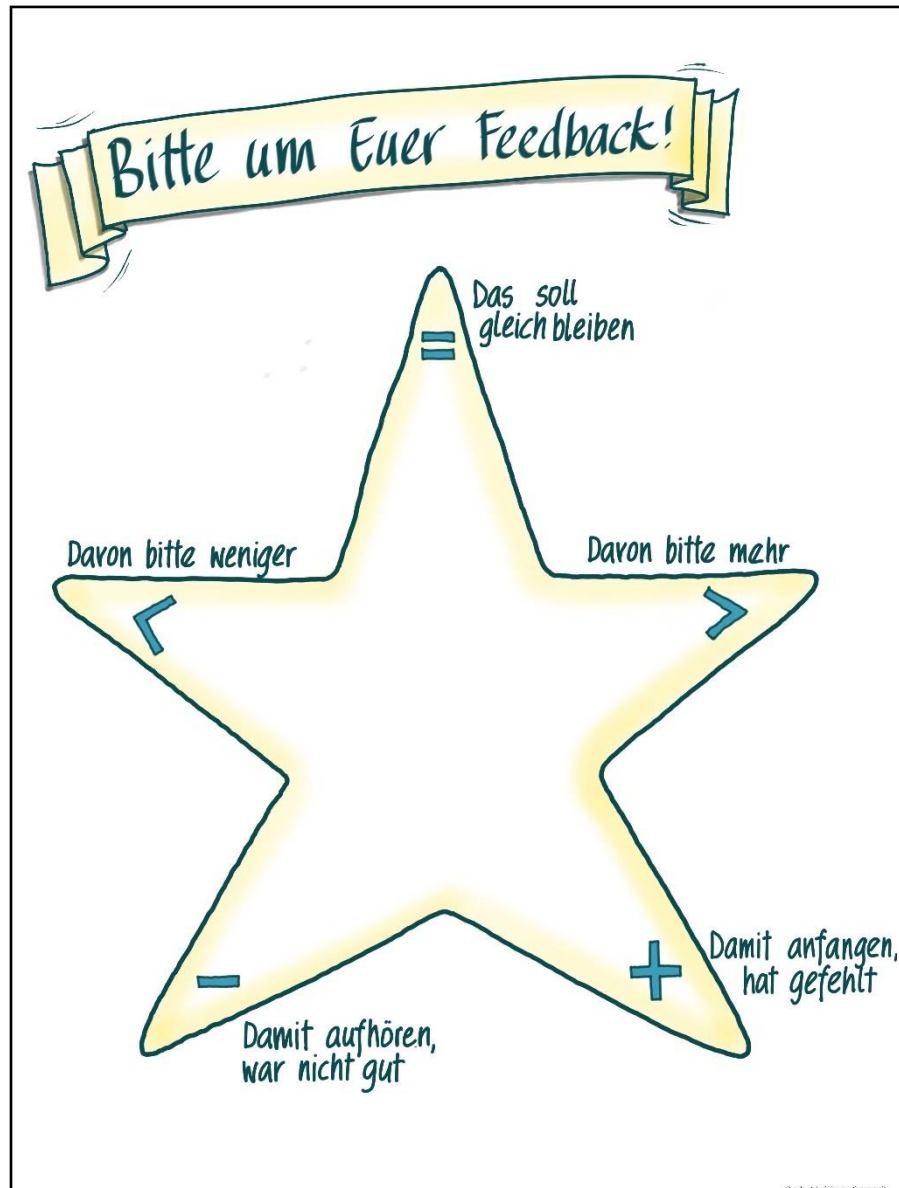 Bitte um Euer Feedback!
Das soll
gleich bleiben
=
Davon bitte weniger
Davon bitte mehr
<
>
-
+
Damit anfangen,
hat gefehlt
Damit aufhören,
war nicht gut